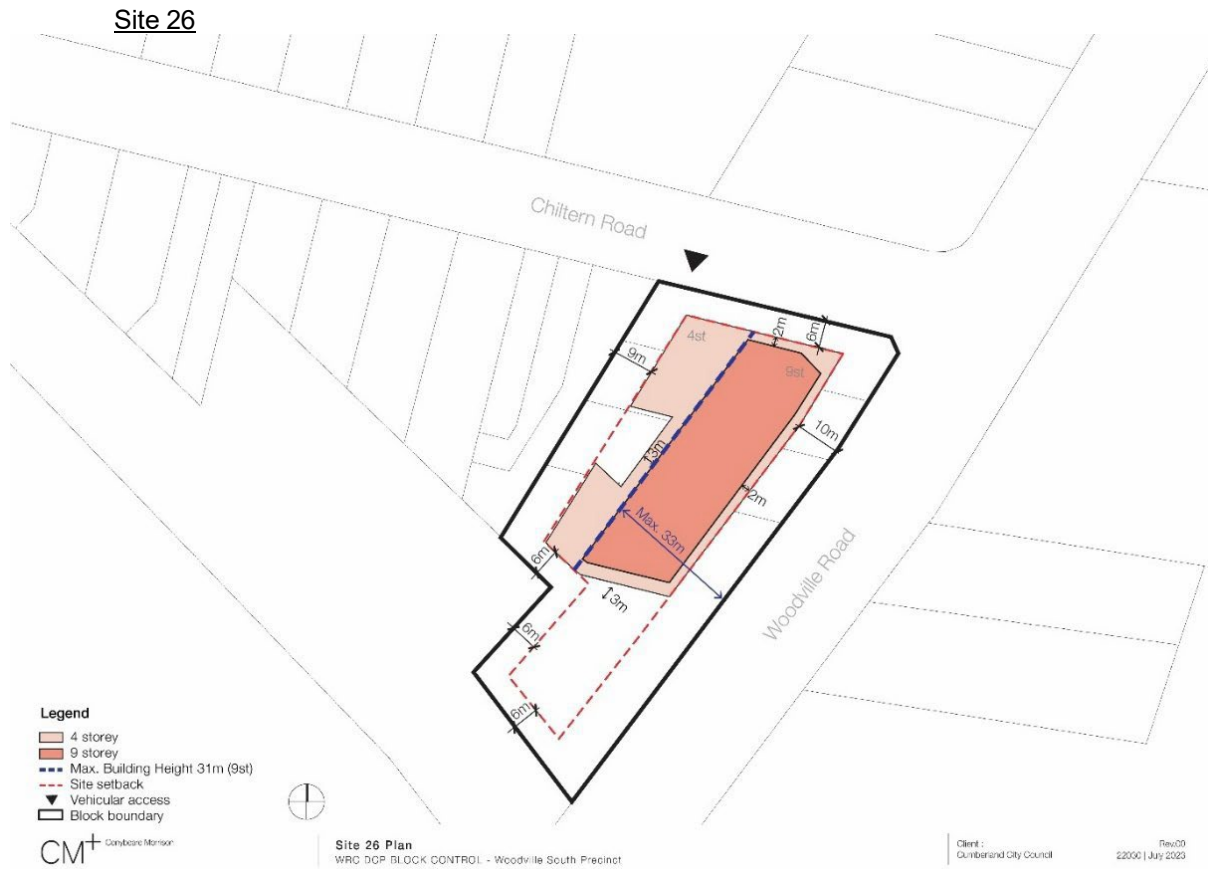 Site 26
Chiltern Road
4st
2m
6m
9m
9st
3m
10m
2m
Max. 33m
6m
3m
Woodville Road
6m
6m
Legend
4 storey
9 storey
Max. Building Height 31m (9st)
Site setback
Vehicular access
Block boundary
CM+ Conybeare Morrison
Site 26 Plan
WRC DCP BLOCK CONTROL - Woodville South Precinct
Client :
Cumberland City Council
Rev.00
22030 | July 2023